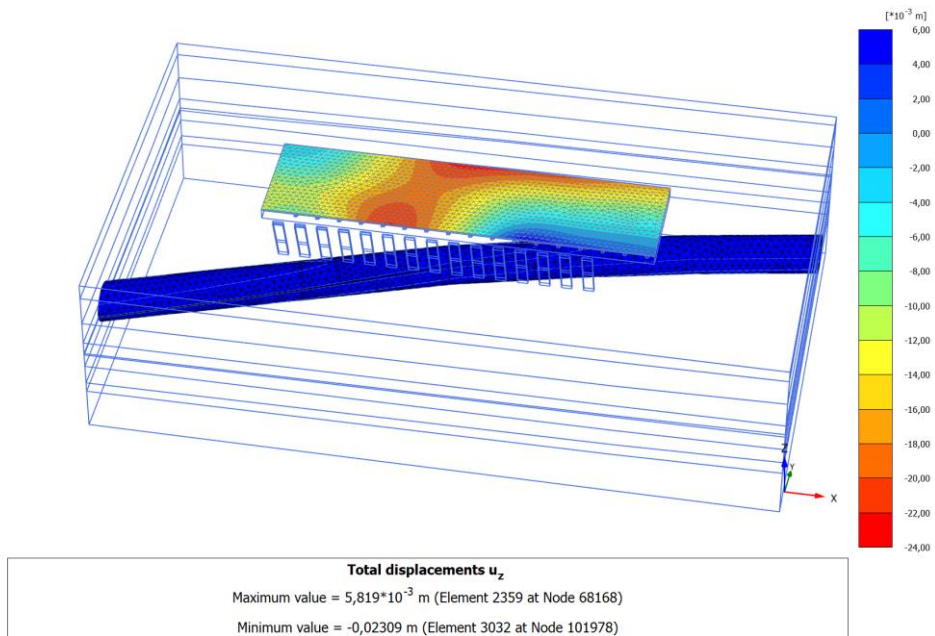 [*10⁻³ m]
6,00
4,00
2,00
0,00
-2,00
-4,00
-6,00
-8,00
-10,00
-12,00
-14,00
-16,00
-18,00
-20,00
-22,00
-24,00
Z
Y
X
Total displacements u_z
Maximum value = 5,819*10⁻³ m (Element 2359 at Node 68168)
Minimum value = -0,02309 m (Element 3032 at Node 101978)